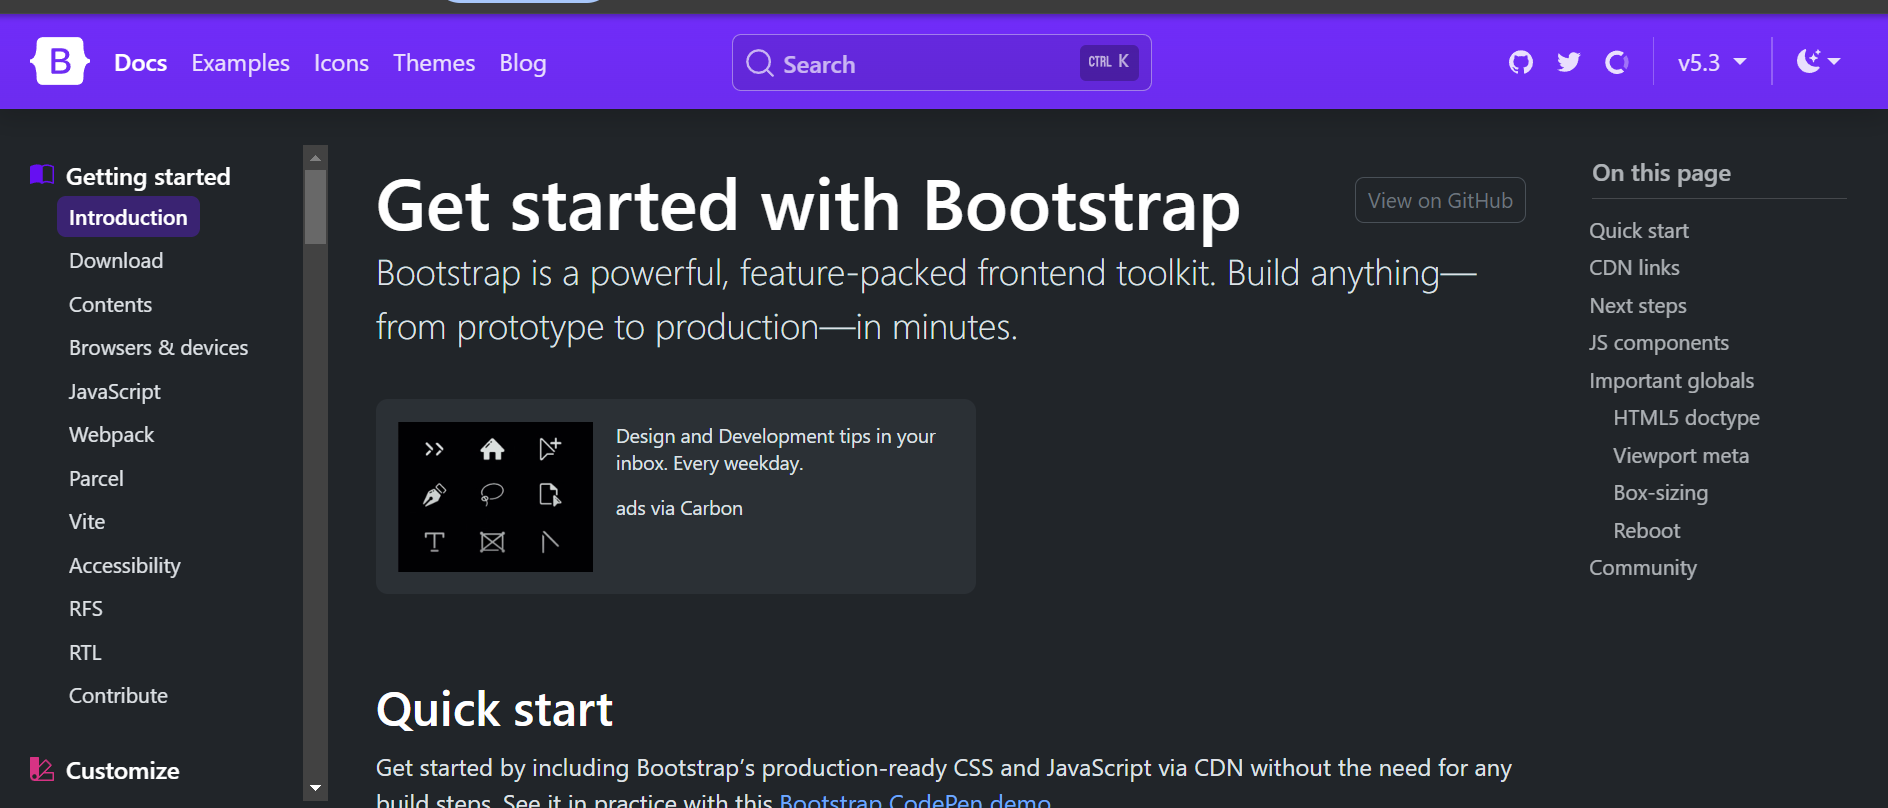 B
Docs
Examples
Icons
Themes
Blog
Search
CTRL K
v5.3
Getting started
Introduction
Download
Contents
Browsers & devices
JavaScript
Webpack
Parcel
Vite
Accessibility
RFS
RTL
Contribute
Customize
Get started with Bootstrap
View on GitHub
Bootstrap is a powerful, feature-packed frontend toolkit. Build anything—
from prototype to production—in minutes.
Design and Development tips in your
inbox. Every weekday.
ads via Carbon
Quick start
Get started by including Bootstrap’s production-ready CSS and JavaScript via CDN without the need for any
build steps. See it in practice with this Bootstrap CodePen demo
On this page
Quick start
CDN links
Next steps
JS components
Important globals
HTML5 doctype
Viewport meta
Box-sizing
Reboot
Community